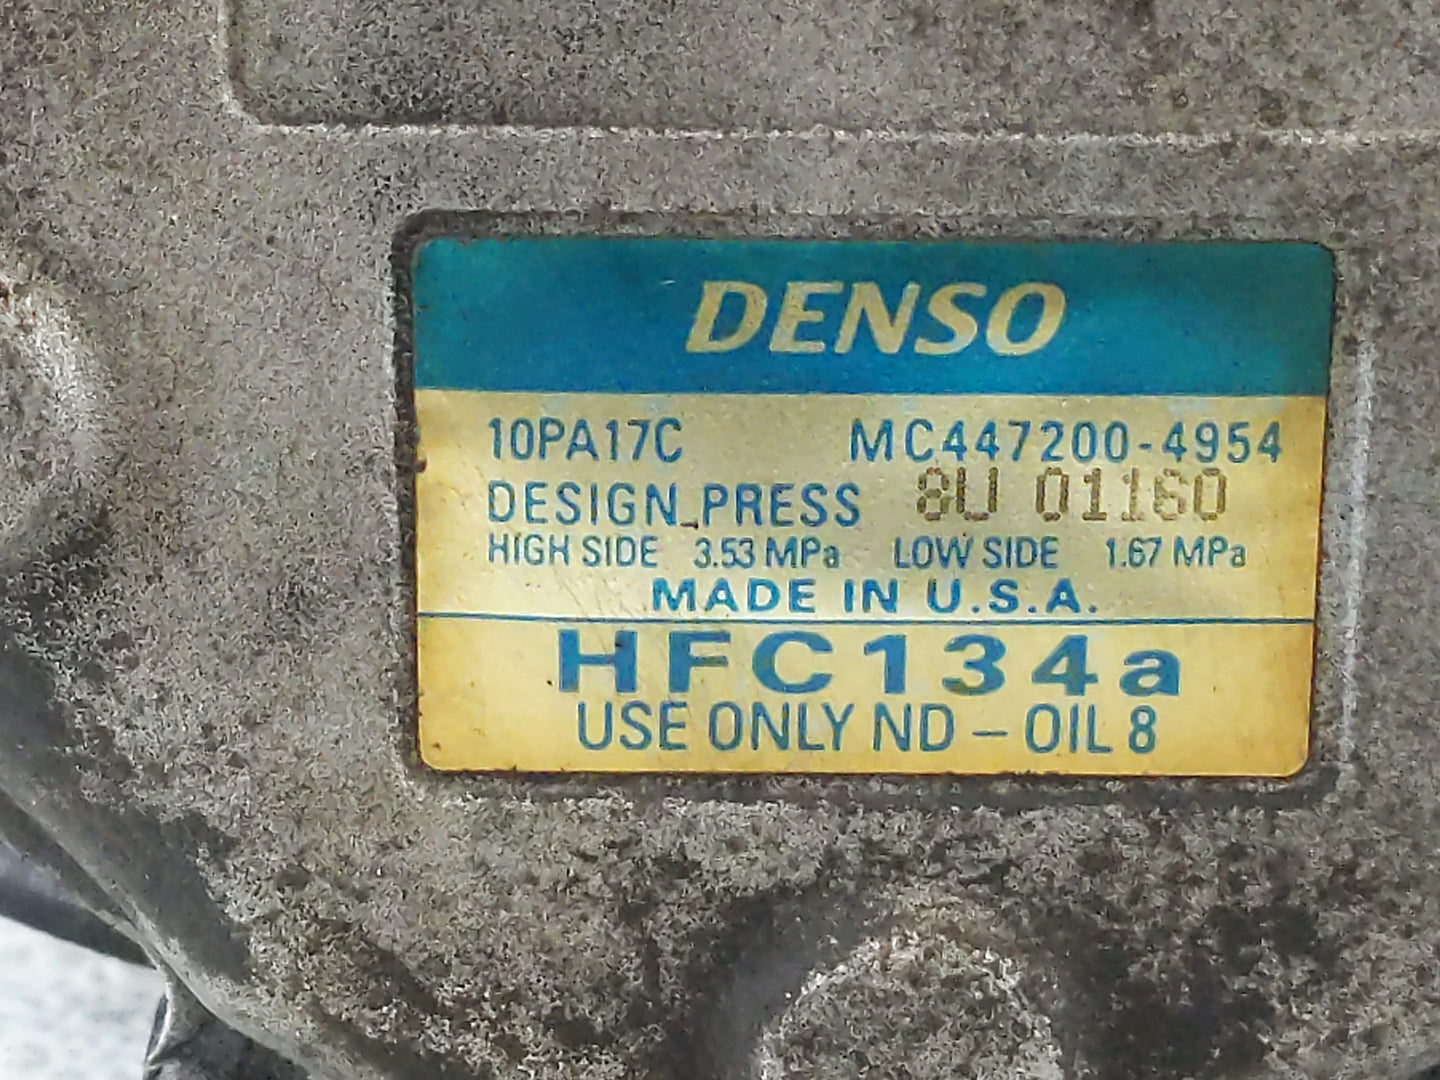 DENSO
10PA17C MC447200-4954
DESIGN PRESS 8U 01160
HIGH SIDE 3.53 MPa LOW SIDE 1.67 MPa
MADE IN U.S.A.
HFC134a
USE ONLY ND-OIL 8